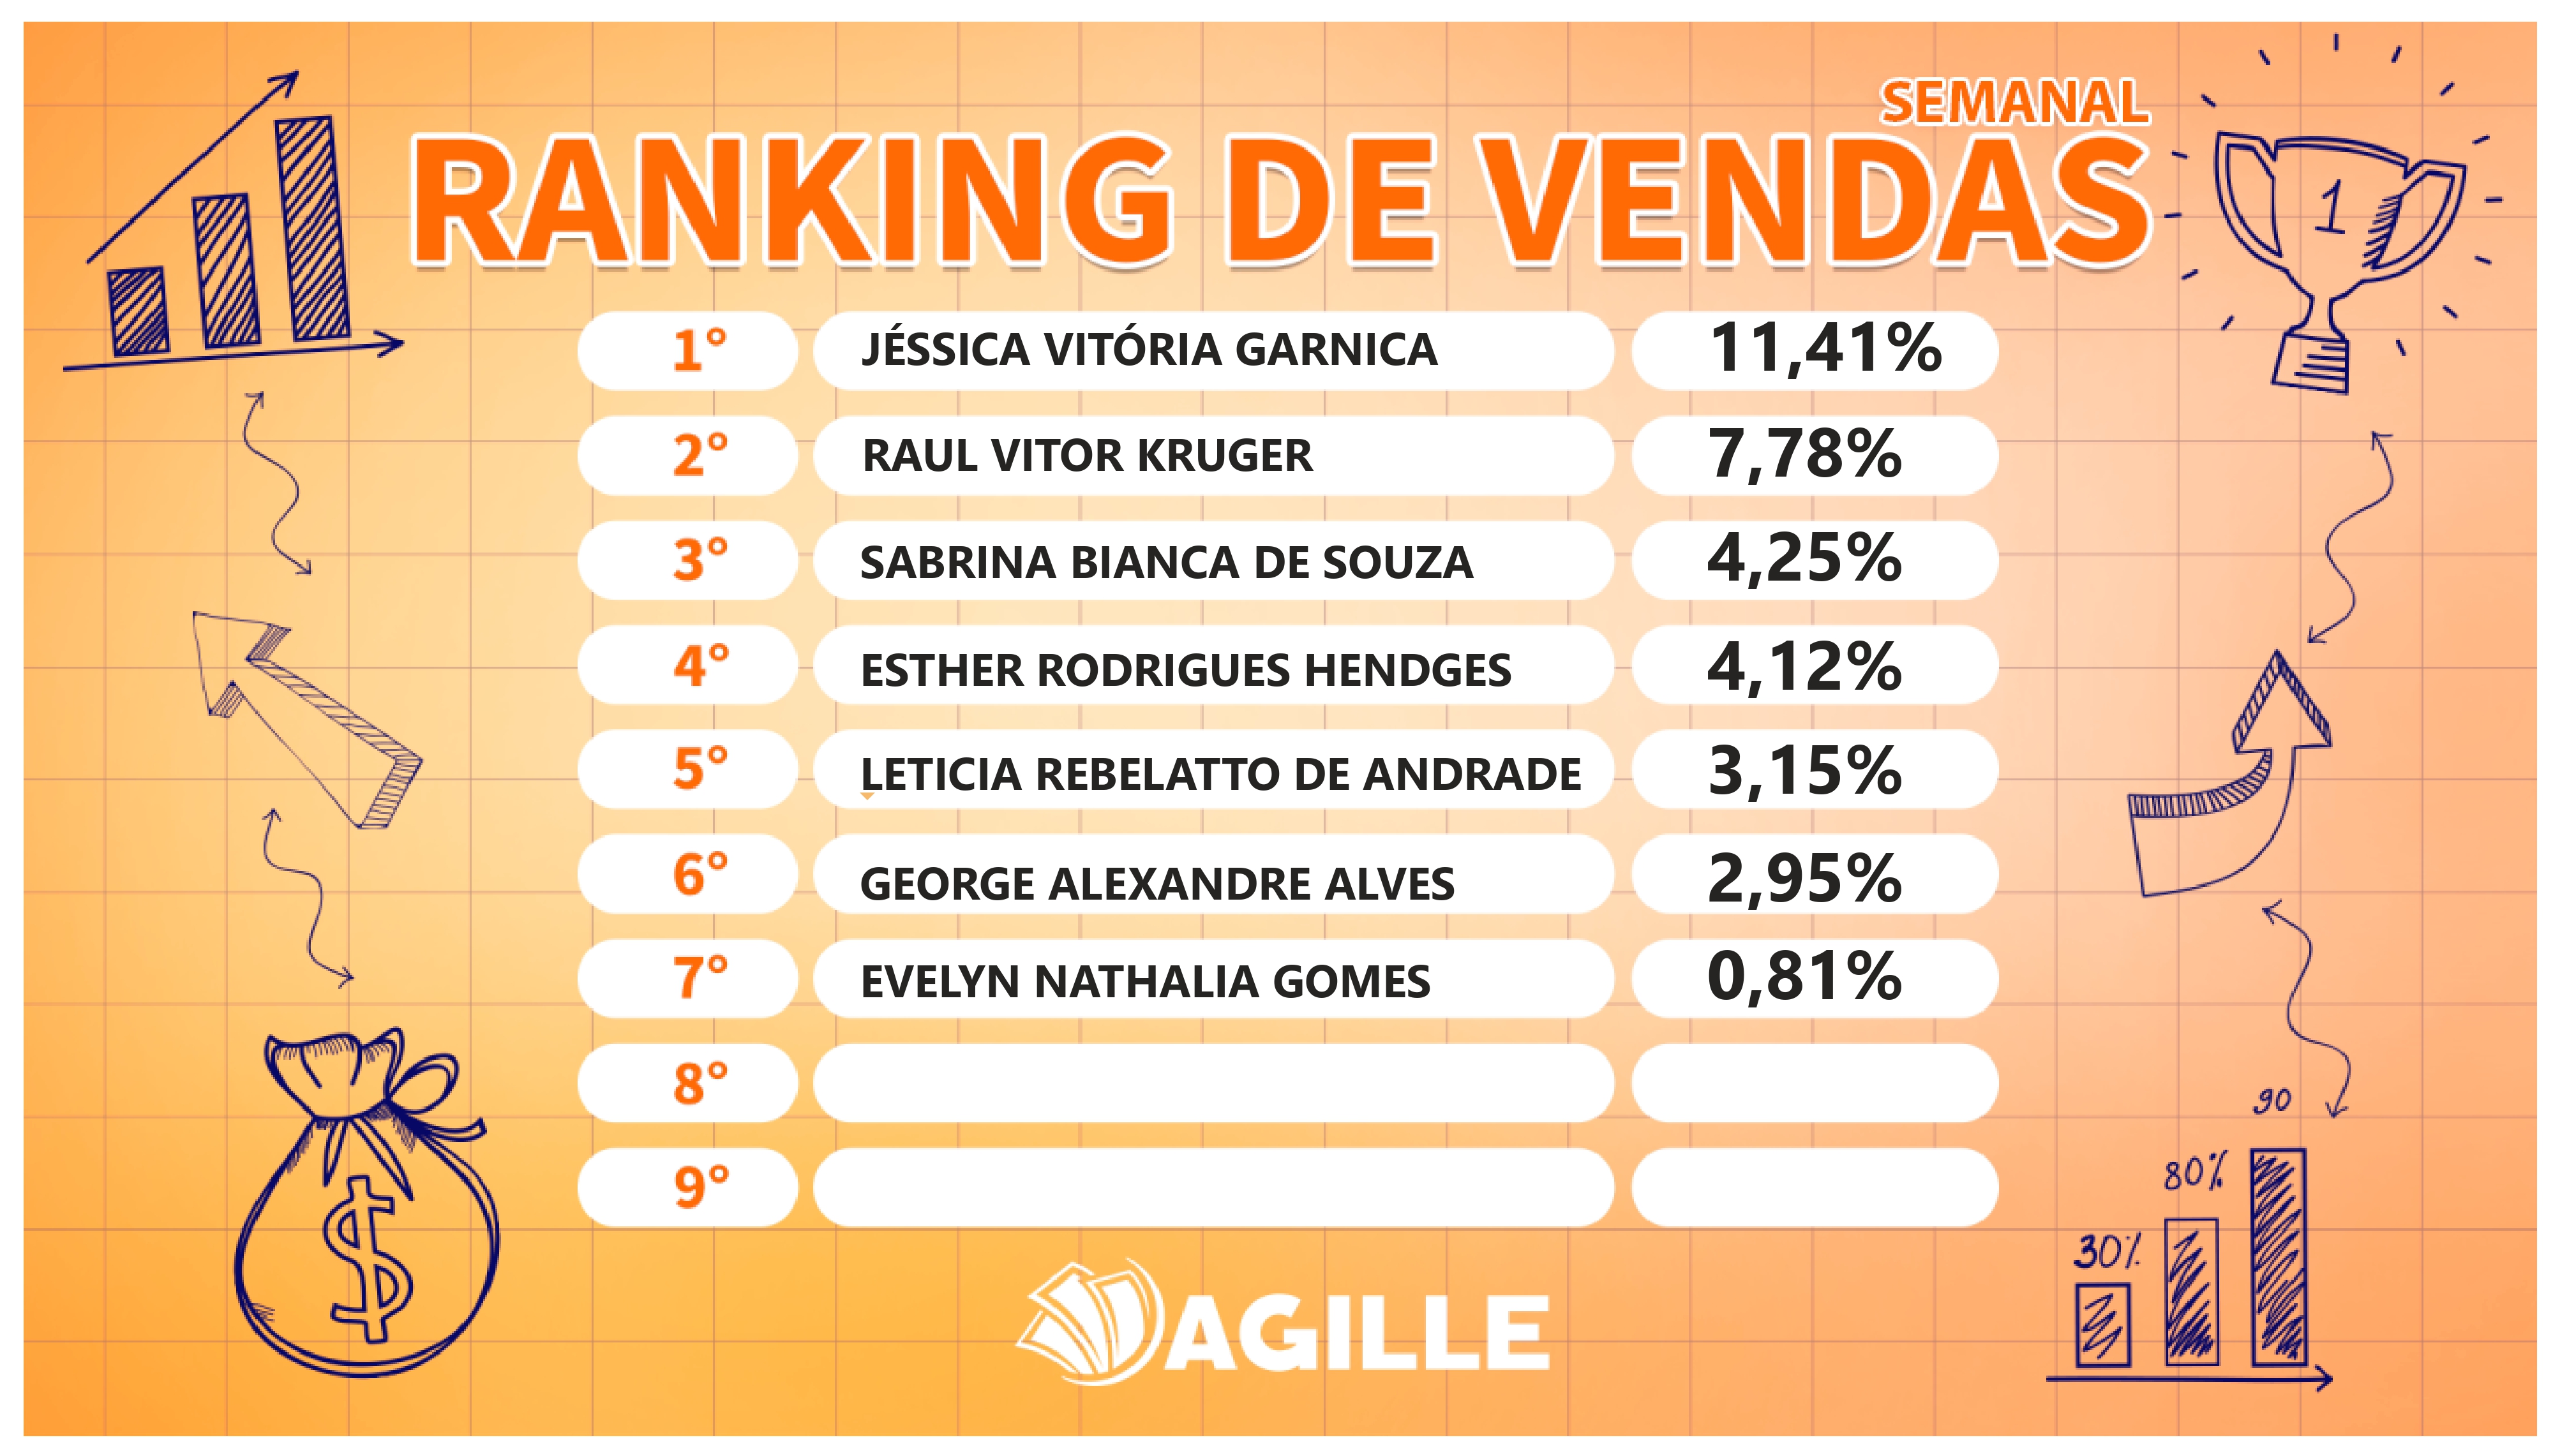 SEMANAL
RANKING DE VENDAS
1
1° JÉSSICA VITÓRIA GARNICA 11,41%
2° RAUL VITOR KRUGER 7,78%
3° SABRINA BIANCA DE SOUZA 4,25%
4° ESTHER RODRIGUES HENDGES 4,12%
5° LETICIA REBELATTO DE ANDRADE 3,15%
6° GEORGE ALEXANDRE ALVES 2,95%
7° EVELYN NATHALIA GOMES 0,81%
8°
9°
$
90
80%
30%
AGILLE